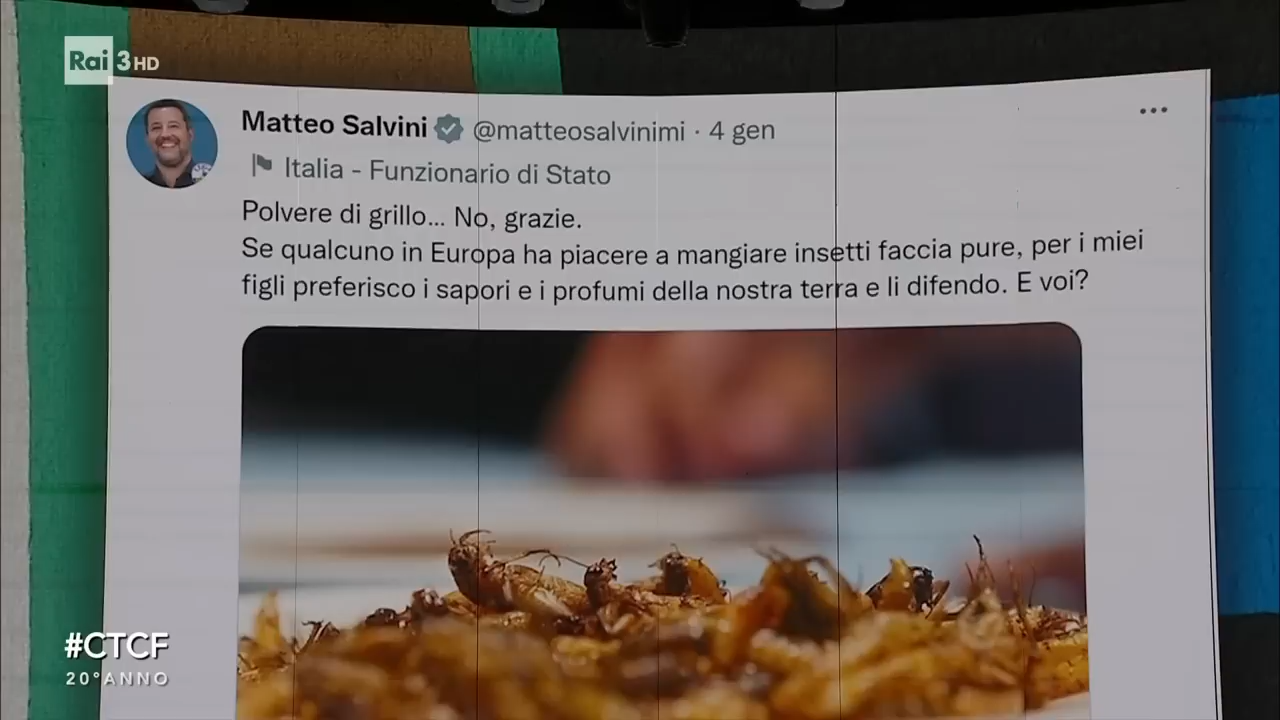 Rai 3HD
Matteo Salvini @matteosalvinimi · 4 gen
Italia - Funzionario di Stato
Polvere di grillo... No, grazie.
Se qualcuno in Europa ha piacere a mangiare insetti faccia pure, per i miei
figli preferisco i sapori e i profumi della nostra terra e li difendo. E voi?
#CTCF
20°ANNO